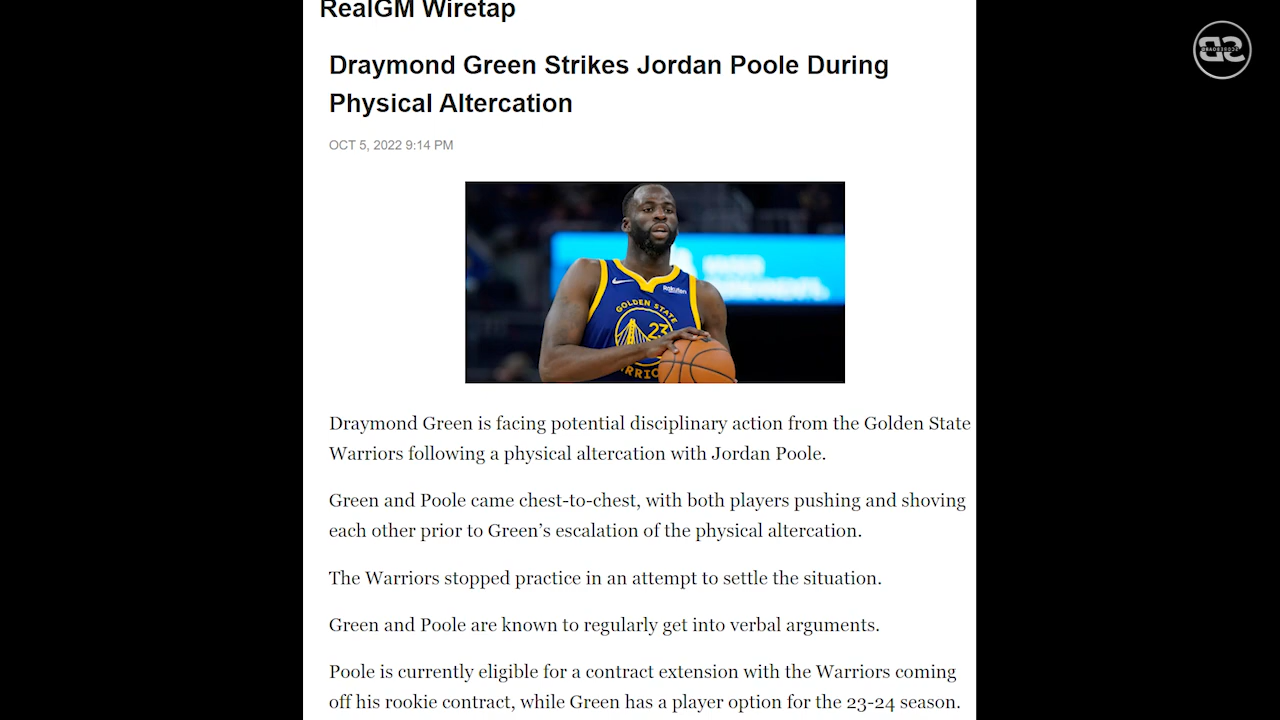 RealGM Wiretap
Draymond Green Strikes Jordan Poole During
Physical Altercation
OCT 5, 2022 9:14 PM
Rakuten
GOLDEN STATE
23
Draymond Green is facing potential disciplinary action from the Golden State
Warriors following a physical altercation with Jordan Poole.
Green and Poole came chest-to-chest, with both players pushing and shoving
each other prior to Green’s escalation of the physical altercation.
The Warriors stopped practice in an attempt to settle the situation.
Green and Poole are known to regularly get into verbal arguments.
Poole is currently eligible for a contract extension with the Warriors coming
off his rookie contract, while Green has a player option for the 23-24 season.